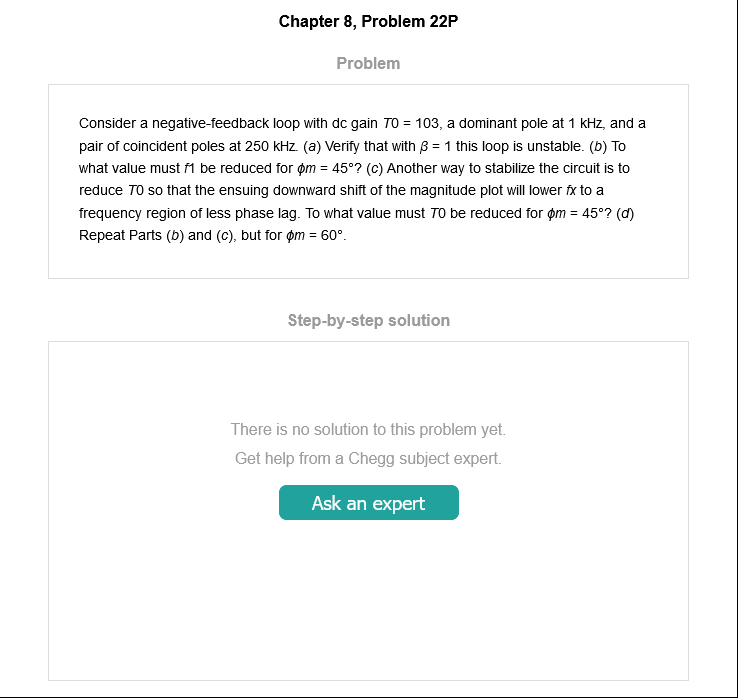 Chapter 8, Problem 22P
Problem
Consider a negative-feedback loop with dc gain T0 = 103, a dominant pole at 1 kHz, and a
pair of coincident poles at 250 kHz. (a) Verify that with β = 1 this loop is unstable. (b) To
what value must f1 be reduced for ϕm = 45°? (c) Another way to stabilize the circuit is to
reduce T0 so that the ensuing downward shift of the magnitude plot will lower fx to a
frequency region of less phase lag. To what value must T0 be reduced for ϕm = 45°? (d)
Repeat Parts (b) and (c), but for ϕm = 60°.
Step-by-step solution
There is no solution to this problem yet.
Get help from a Chegg subject expert.
Ask an expert